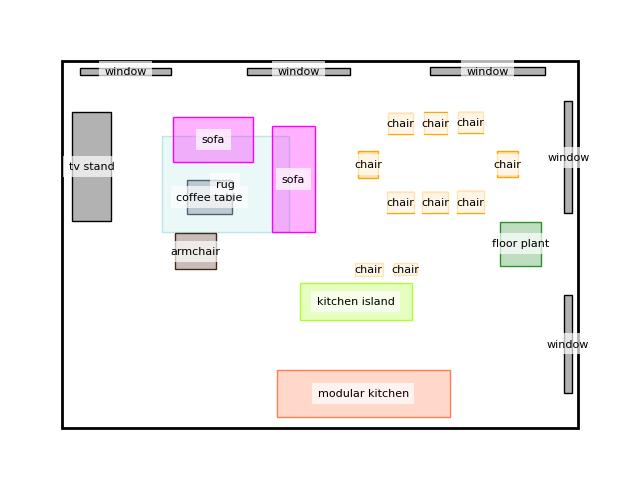 window
window
window
tv stand
sofa
sofa
rug
coffee table
armchair
chair
chair
chair
chair
chair
chair
chair
chair
window
floor plant
chair
chair
kitchen island
window
modular kitchen